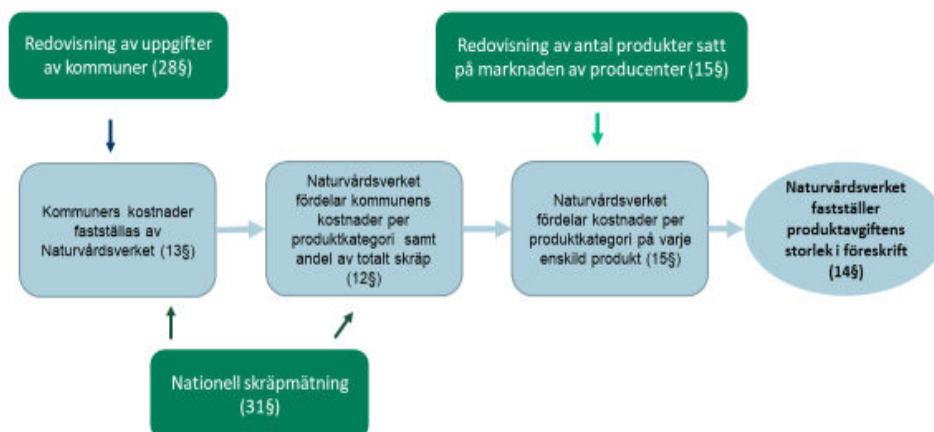 Redovisning av uppgifter
av kommuner (28§)
Redovisning av antal produkter satt
på marknaden av producenter (15§)
Kommuners kostnader
fastställas av
Naturvårdsverket (13§)
Naturvårdsverket
fördelar kommunens
kostnader per
produktkategori samt
andel av totalt skräp
(12§)
Naturvårdsverket
fördelar kostnader per
produktkategori på varje
enskild produkt (15§)
Naturvårdsverket
fastställer
produktavgiftens
storlek i föreskrift
(14§)
Nationell skräpmätning
(31§)